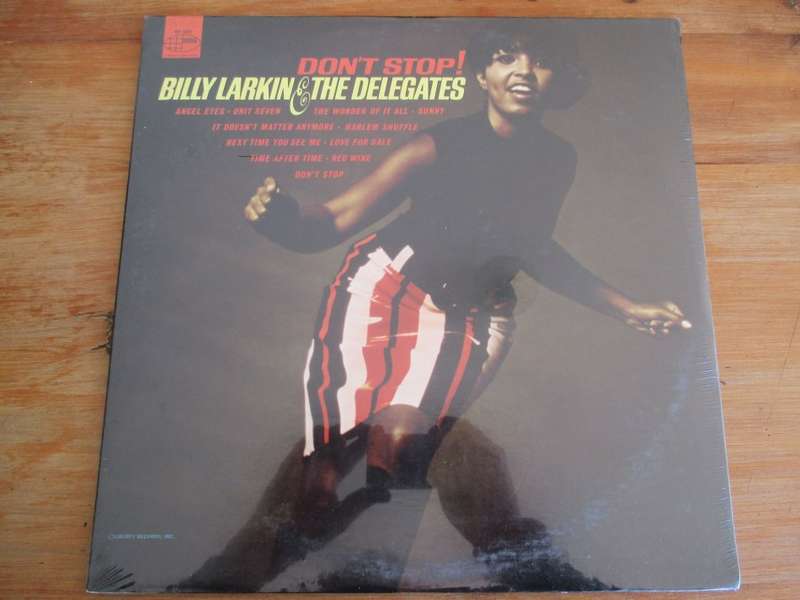 DON'T STOP!
BILLY LARKIN & THE DELEGATES
ANGEL EYES • UNIT SEVEN THE WONDER OF IT ALL • SUNNY
IT DOESN'T MATTER ANYMORE • HARLEM SHUFFLE
NEXT TIME YOU SEE ME • LOVE FOR SALE
TIME AFTER TIME • RED WINE
DON'T STOP